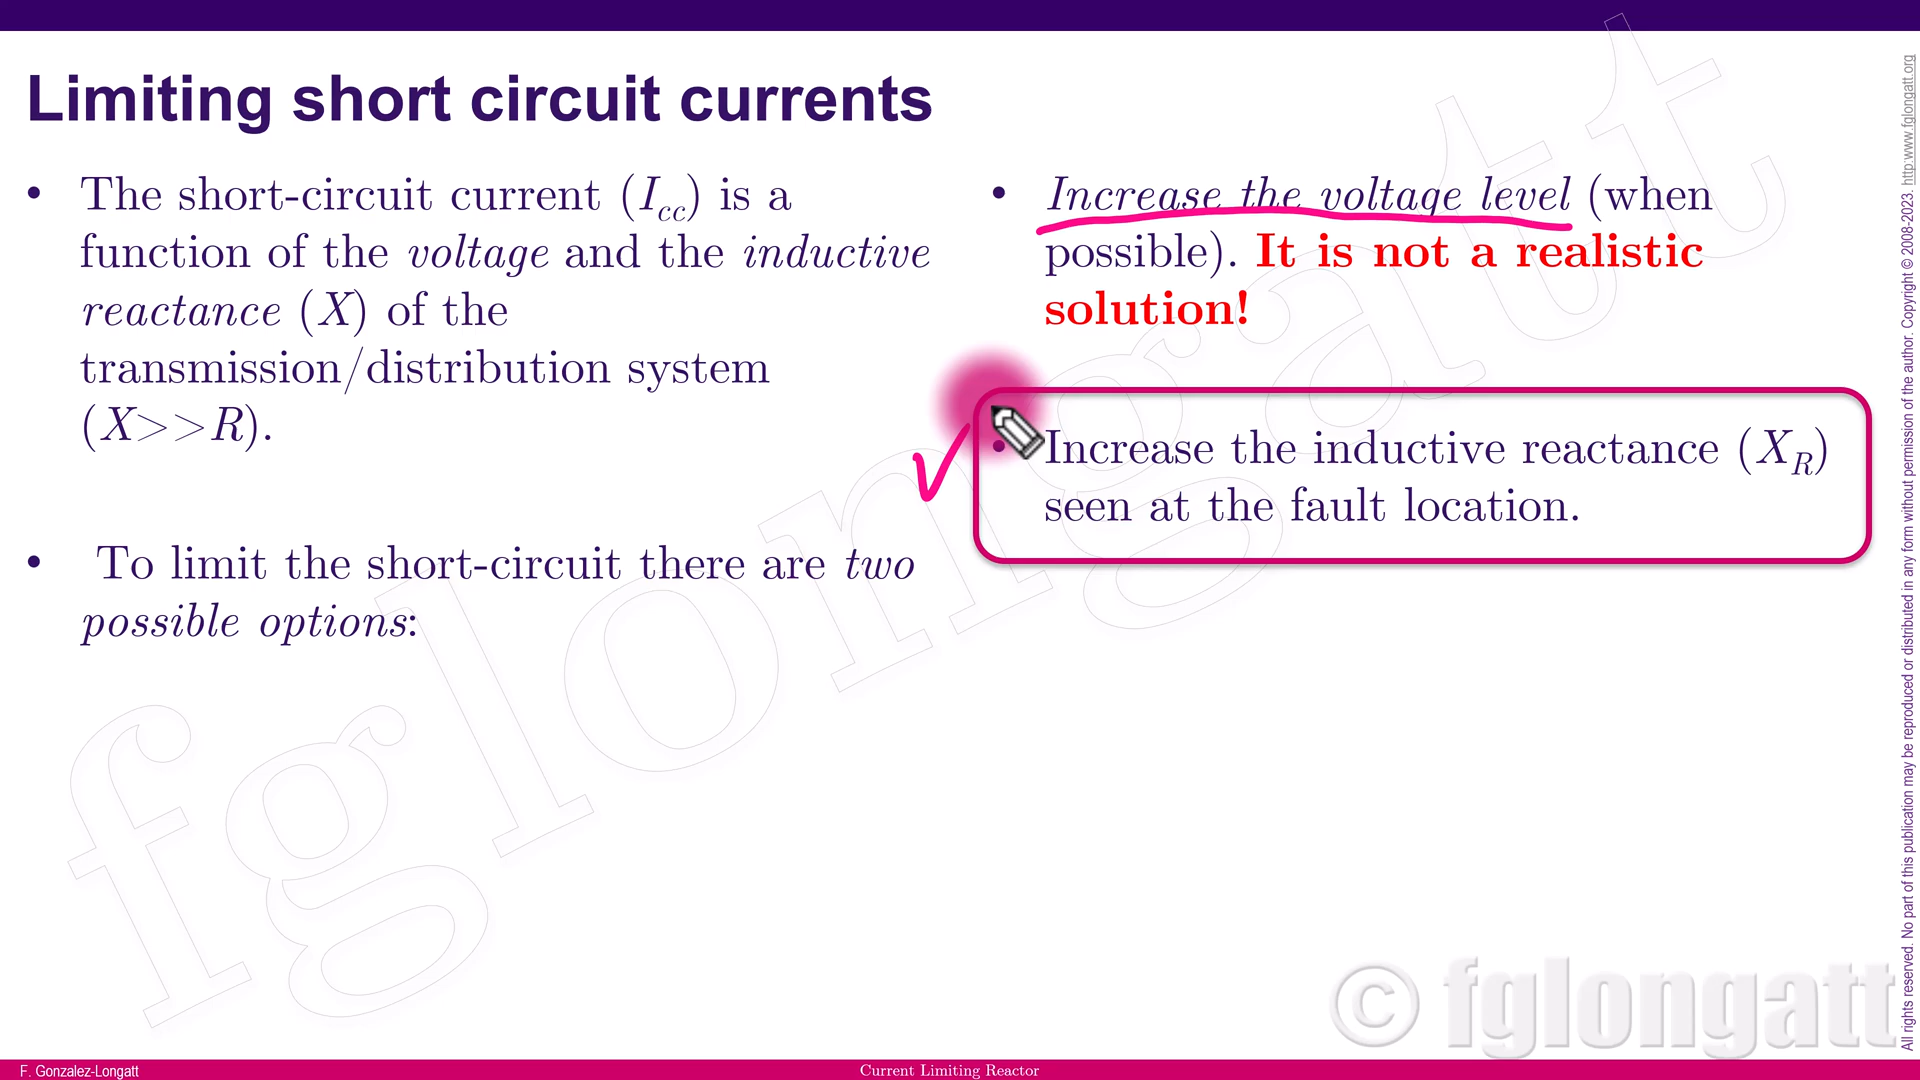 Limiting short circuit currents
• The short-circuit current (Icc) is a
function of the voltage and the inductive
reactance (X) of the
transmission/distribution system
(X>>R).
• To limit the short-circuit there are two
possible options:
• Increase the voltage level (when
possible). It is not a realistic
solution!
• Increase the inductive reactance (XR)
seen at the fault location.
fglongatt
© fglongatt
All rights reserved. No part of this publication may be reproduced or distributed in any form without permission of the author. Copyright © 2008-2023. http:www.fglongatt.org
F. Gonzalez-Longatt
Current Limiting Reactor